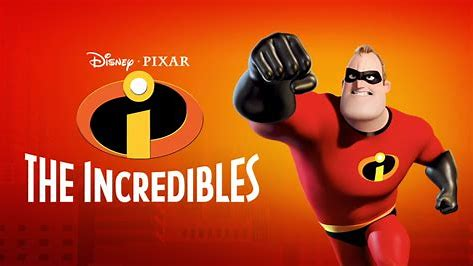 Disney · PIXAR
i
THE INCREDIBLES
i